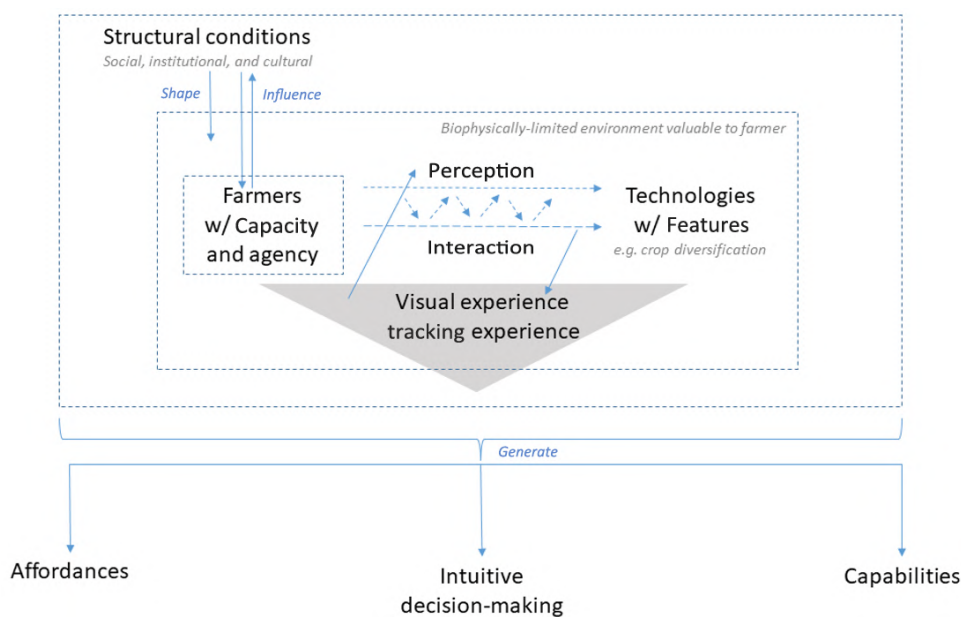 Structural conditions
Social, institutional, and cultural
Shape
Influence
Biophysically-limited environment valuable to farmer
Perception
Farmers
w/ Capacity
and agency
Technologies
w/ Features
e.g. crop diversification
Interaction
Visual experience
tracking experience
Generate
Affordances
Intuitive
decision-making
Capabilities